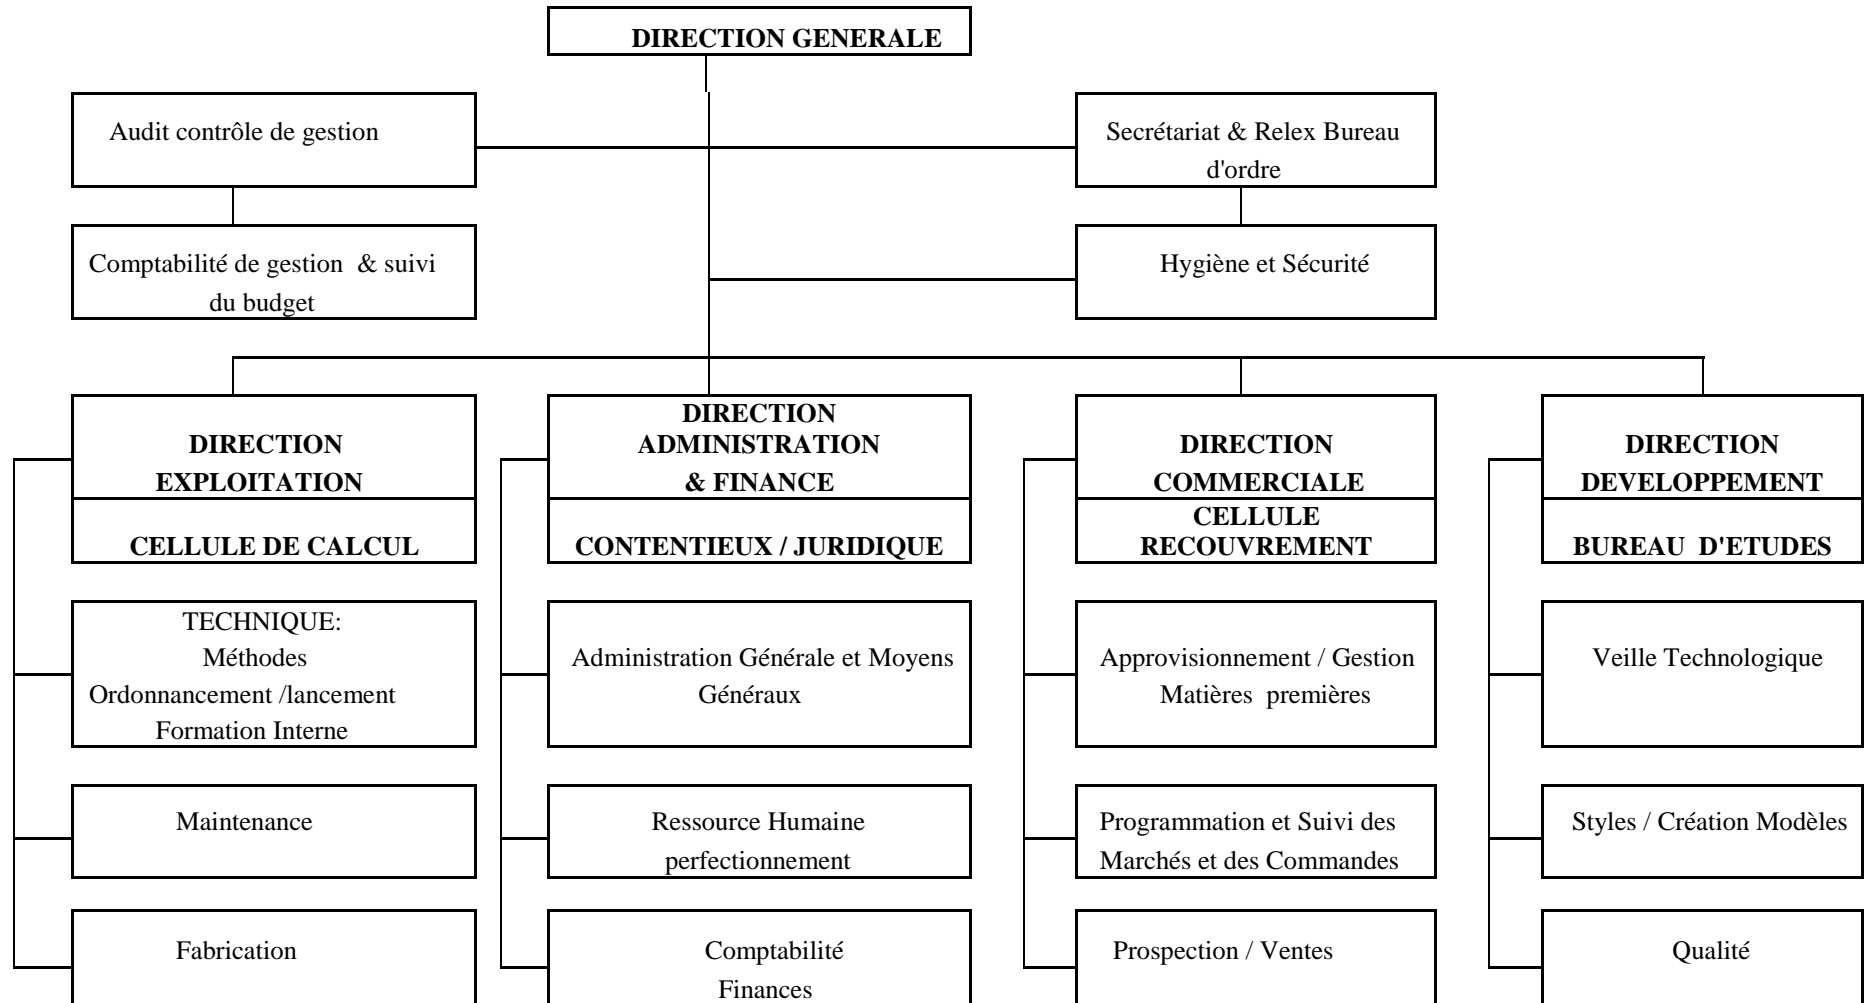 DIRECTION GENERALE
Audit contrôle de gestion
Secrétariat & Relex Bureau
d'ordre
Comptabilité de gestion & suivi
du budget
Hygiène et Sécurité
DIRECTION
EXPLOITATION
CELLULE DE CALCUL
DIRECTION
ADMINISTRATION
& FINANCE
CONTENTIEUX / JURIDIQUE
DIRECTION
COMMERCIALE
CELLULE
RECOUVREMENT
DIRECTION
DEVELOPPEMENT
BUREAU D'ETUDES
TECHNIQUE:
Méthodes
Ordonnancement /lancement
Formation Interne
Administration Générale et Moyens
Généraux
Approvisionnement / Gestion
Matières premières
Veille Technologique
Maintenance
Ressource Humaine
perfectionnement
Programmation et Suivi des
Marchés et des Commandes
Styles / Création Modèles
Fabrication
Comptabilité
Finances
Prospection / Ventes
Qualité